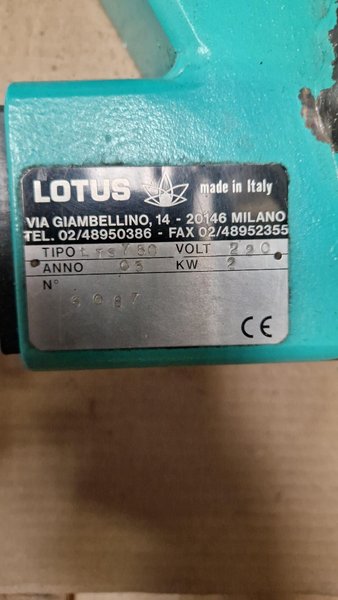 LOTUS made in Italy
VIA GIAMBELLINO, 14 - 20146 MILANO
TEL. 02/48950386 - FAX 02/48952355
TIPO VOLT 220
ANNO 03 KW 2
N°
CE